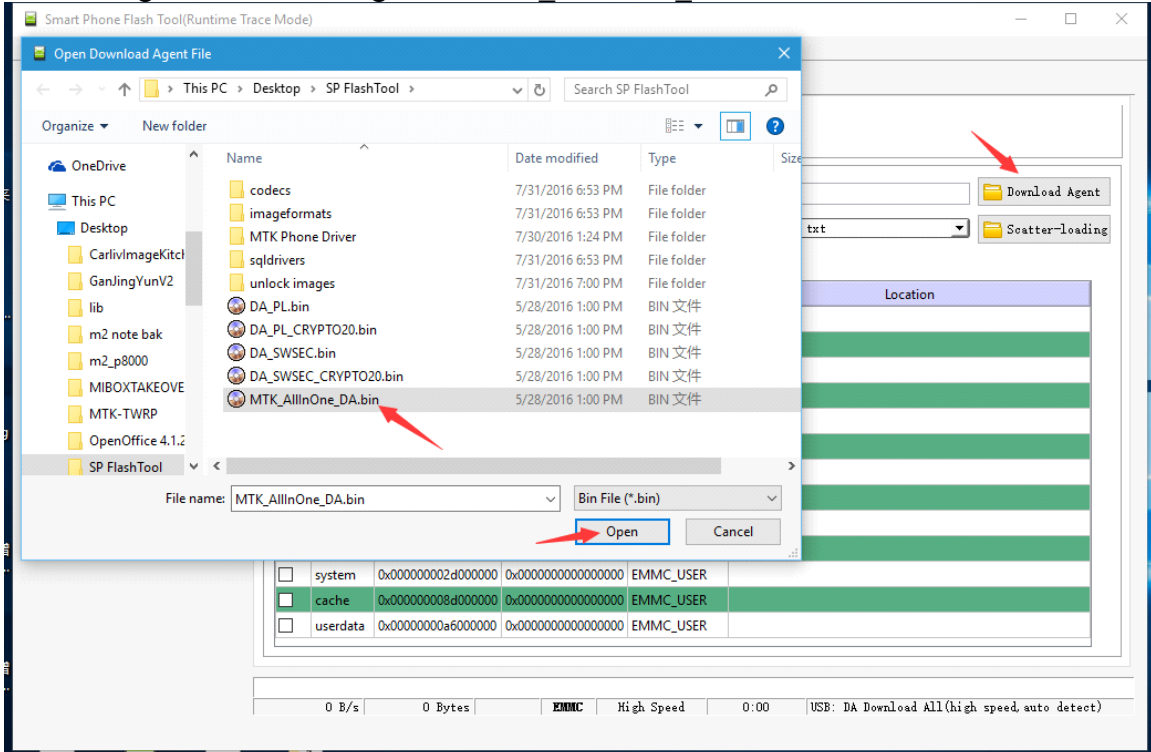 Smart Phone Flash Tool(Runtime Trace Mode)
Open Download Agent File
This PC > Desktop > SP FlashTool >
Search SP FlashTool
Organize
New folder
Name
Date modified
Type
Size
OneDrive
This PC
Desktop
CarlivImageKitch
GanJingYunV2
lib
m2 note bak
m2_p8000
MIBOXTAKEOVE
MTK-TWRP
OpenOffice 4.1.2
SP FlashTool
codecs 7/31/2016 6:53 PM File folder
imageformats 7/31/2016 6:53 PM File folder
MTK Phone Driver 7/30/2016 1:24 PM File folder
sqldrivers 7/31/2016 6:53 PM File folder
unlock images 7/31/2016 7:00 PM File folder
DA_PL.bin 5/28/2016 1:00 PM BIN 文件
DA_PL_CRYPTO20.bin 5/28/2016 1:00 PM BIN 文件
DA_SWSEC.bin 5/28/2016 1:00 PM BIN 文件
DA_SWSEC_CRYPTO20.bin 5/28/2016 1:00 PM BIN 文件
MTK_AllInOne_DA.bin 5/28/2016 1:00 PM BIN 文件
File name: MTK_AllInOne_DA.bin
Bin File (*.bin)
Open
Cancel
Download Agent
txt
Scatter-loading
Location
system 0x000000002d000000 0x0000000000000000 EMMC_USER
cache 0x000000008d000000 0x0000000000000000 EMMC_USER
userdata 0x00000000a6000000 0x0000000000000000 EMMC_USER
0 B/s 0 Bytes EMMC High Speed 0:00 USB: DA Download All(high speed,auto detect)